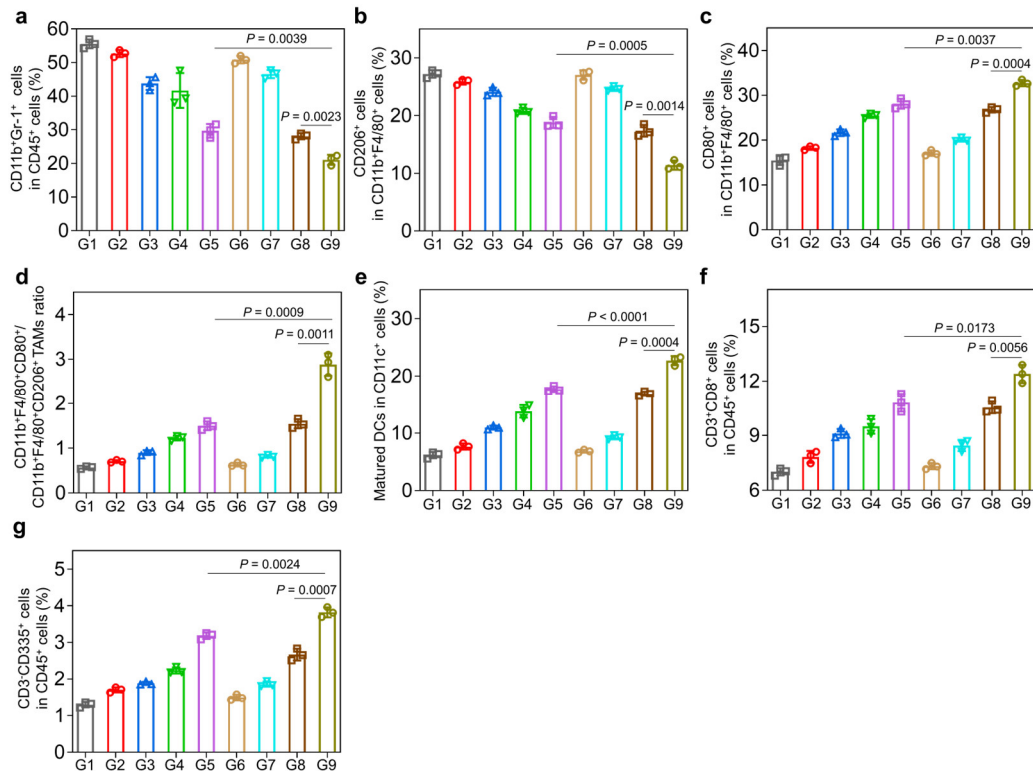 a
CD11b⁺Gr-1⁺ cells
in CD45⁺ cells (%)
60
50
40
30
20
10
0
P = 0.0039
P = 0.0023
G1 G2 G3 G4 G5 G6 G7 G8 G9
b
CD206⁺ cells
in CD11b⁺F4/80⁺ cells (%)
30
20
10
0
P = 0.0005
P = 0.0014
G1 G2 G3 G4 G5 G6 G7 G8 G9
c
CD80⁺ cells
in CD11b⁺F4/80⁺ cells (%)
40
30
20
10
0
P = 0.0037
P = 0.0004
G1 G2 G3 G4 G5 G6 G7 G8 G9
d
CD11b⁺F4/80⁺CD80⁺/
CD11b⁺F4/80⁺CD206⁺ TAMs ratio
4
3
2
1
0
P = 0.0009
P = 0.0011
G1 G2 G3 G4 G5 G6 G7 G8 G9
e
Matured DCs in CD11c⁺ cells (%)
30
20
10
0
P < 0.0001
P = 0.0004
G1 G2 G3 G4 G5 G6 G7 G8 G9
f
CD3⁺CD8⁺ cells
in CD45⁺ cells (%)
15
12
9
6
P = 0.0173
P = 0.0056
G1 G2 G3 G4 G5 G6 G7 G8 G9
g
CD3⁻CD335⁺ cells
in CD45⁺ cells (%)
5
4
3
2
1
0
P = 0.0024
P = 0.0007
G1 G2 G3 G4 G5 G6 G7 G8 G9